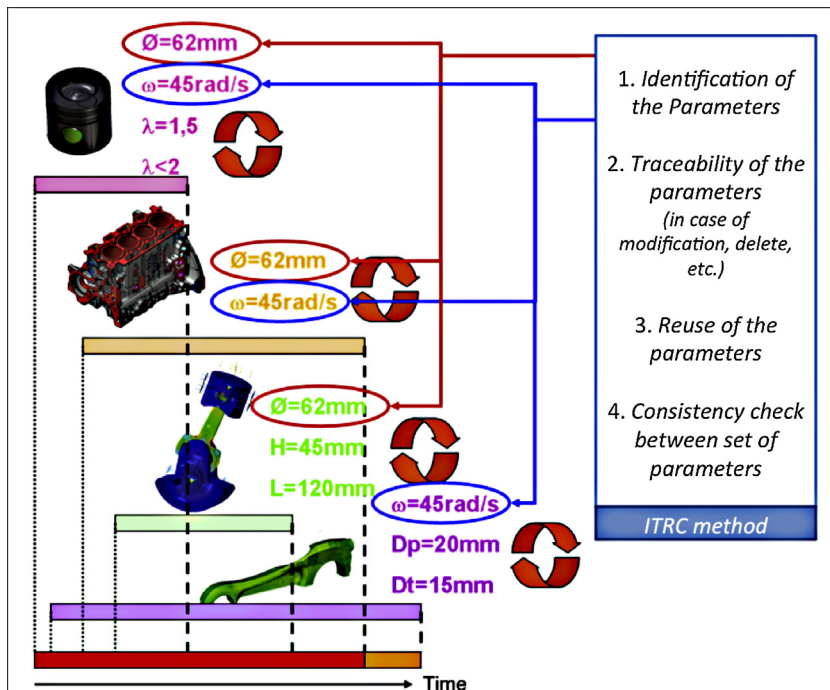 Ø=62mm
ω=45rad/s
λ=1,5
λ<2
Ø=62mm
ω=45rad/s
Ø=62mm
H=45mm
L=120mm
ω=45rad/s
Dp=20mm
Dt=15mm
Time
1. Identification of
the Parameters
2. Traceability of the
parameters
(in case of
modification, delete,
etc.)
3. Reuse of the
parameters
4. Consistency check
between set of
parameters
ITRC method